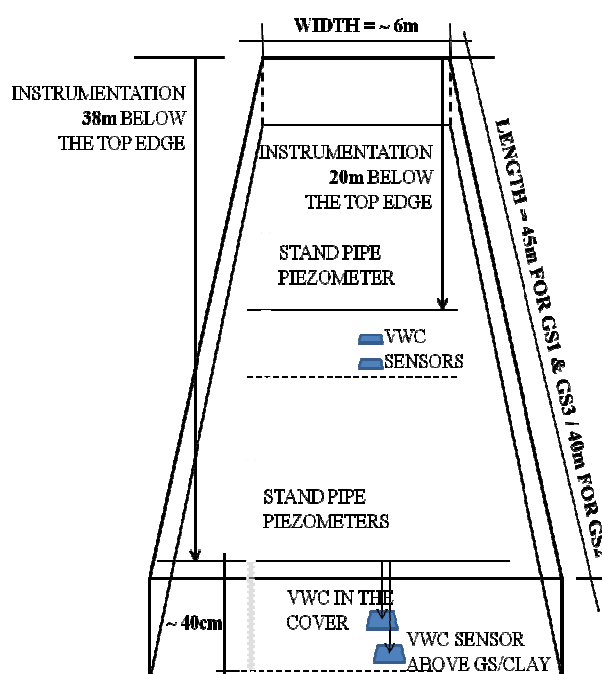 WIDTH = ~ 6m
INSTRUMENTATION
38m BELOW
THE TOP EDGE
INSTRUMENTATION
20m BELOW
THE TOP EDGE
LENGTH = 45m FOR GS1 & GS3 / 40m FOR GS2
STAND PIPE
PIEZOMETER
VWC
SENSORS
STAND PIPE
PIEZOMETERS
VWC IN THE
COVER
~ 40cm
VWC SENSOR
ABOVE GS/CLAY